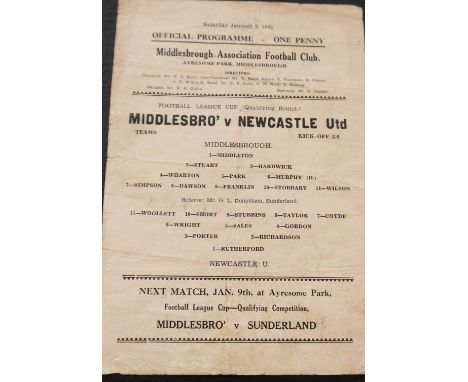 Saturday January 2, 1943.
OFFICIAL PROGRAMME - ONE PENNY
Middlesbrough Association Football Club.
AYRESOME PARK, MIDDLESBROUGH.
DIRECTORS:
FOOTBALL LEAGUE CUP (Qualifying Round.)
MIDDLESBRO' v NEWCASTLE Utd
TEAMS KICK-OFF 3.0
MIDDLESBROUGH.
1—MIDDLETON
2—STUART 3—HARDWICK
4—WHARTON 5—PARK 6—MURPHY (D.)
7—SIMPSON 8—DAWSON 9—FRANKLIN 10—STOBBART 11—WILSON
Referee: Mr. G. L. Donaldson, Sunderland.
11—WOOLLETT 10—SHORT 9—STUBBINS 8—TAYLOR 7—COYDE
6—WRIGHT 5—SALES 4—GORDON
3—PORTER 2—RICHARDSON
1—RUTHERFORD
NEWCASTLE U.
NEXT MATCH, JAN. 9th, at Ayresome Park,
Football League Cup—Qualifying Competition,
MIDDLESBRO' v SUNDERLAND